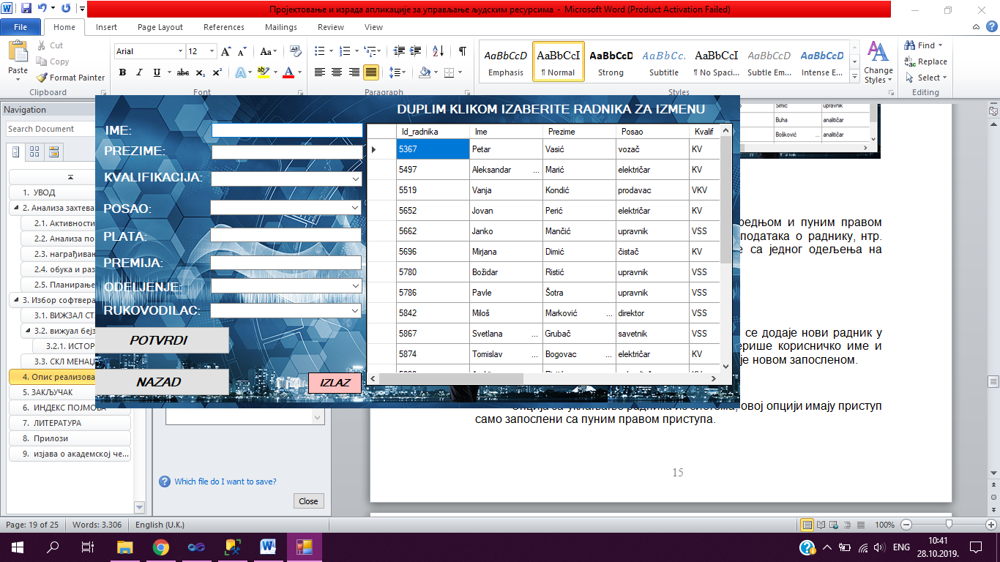 Пројектовање и израда апликације за управљање људским ресурсима - Microsoft Word (Product Activation Failed)
File Home Insert Page Layout References Mailings Review View
Paste
Cut
Copy
Format Painter
Clipboard
Arial 12
Font
Paragraph
AaBbCcD AaBbCcI AaBbCcD AaBbCc. AaBbCcI AaBbCcD AaBbCcD
Emphasis ¶ Normal Strong Subtitle ¶ No Spaci... Subtle Em... Intense E...
Styles
Change Styles
Find
Replace
Select
Editing
Navigation
Search Document
1. УВОД
2. Анализа захтева
2.1. Активности
2.2. Анализа по
2.3. награђиван
2.4. обука и раз
2.5. Планирање
3. Избор софтвера
3.1. ВИЖЗАЛ СТ
3.2. вижуал бејз
3.2.1. ИСТОР
3.3. СКЛ МЕНАЏ
4. Опис реализова
5. ЗАКЉУЧАК
6. ИНДЕКС ПОЈМОВА
7. ЛИТЕРАТУРА
8. Прилози
9. изјава о академској че...
DUPLIM KLIKOM IZABERITE RADNIKA ZA IZMENU
IME:
PREZIME:
KVALIFIKACIJA:
POSAO:
PLATA:
PREMIJA:
ODELJENJE:
RUKOVODILAC:
POTVRDI
NAZAD
IZLAZ
Id_radnika Ime Prezime Posao Kvalif
5367 Petar Vasić vozač KV
5497 Aleksandar ... Marić električar KV
5519 Vanja Kondić prodavac VKV
5652 Jovan Perić električar KV
5662 Janko Mančić upravnik VSS
5696 Mirjana Dimić čistač KV
5780 Božidar Ristić upravnik VSS
5786 Pavle Šotra upravnik VSS
5842 Miloš Marković ... direktor VSS
5867 Svetlana ... Grubač savetnik VSS
5874 Tomislav ... Bogovac ... električar KV
Simić upravnik
Buha analitičar
Bošković ... analitičar
редњом и пуним правом
података о раднику, нтр.
е са једног одељења на
се додаје нови радник у
ерише корисничко име и
је новом запосленом.
овој опцији имају приступ
само запослени са пуним правом приступа.
15
Which file do I want to save?
Close
Page: 19 of 25 Words: 3.306 English (U.K.) 100%
ENG 10:41
28.10.2019.